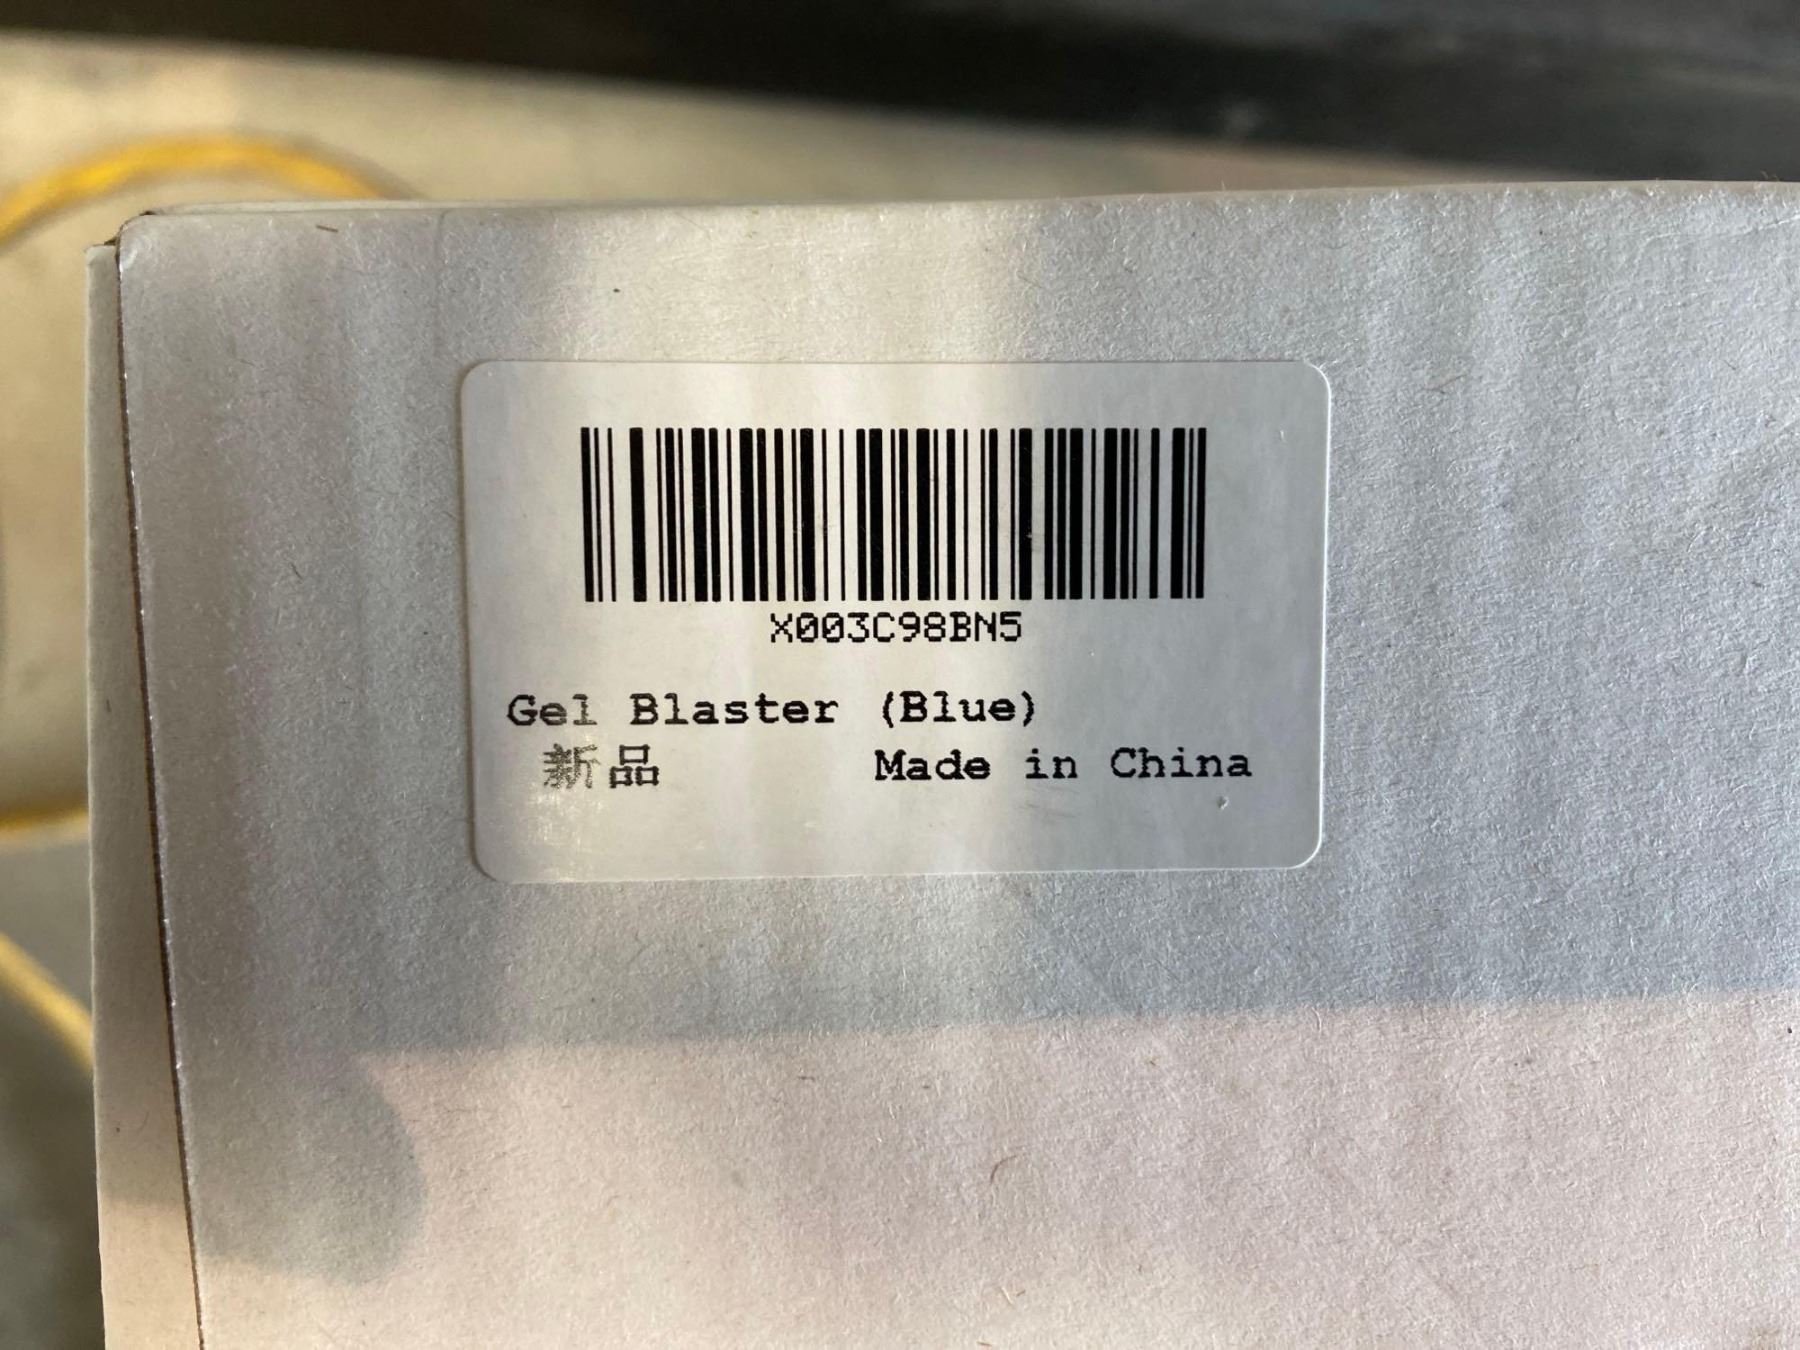 X003C98BN5
Gel Blaster (Blue)
新品 Made in China